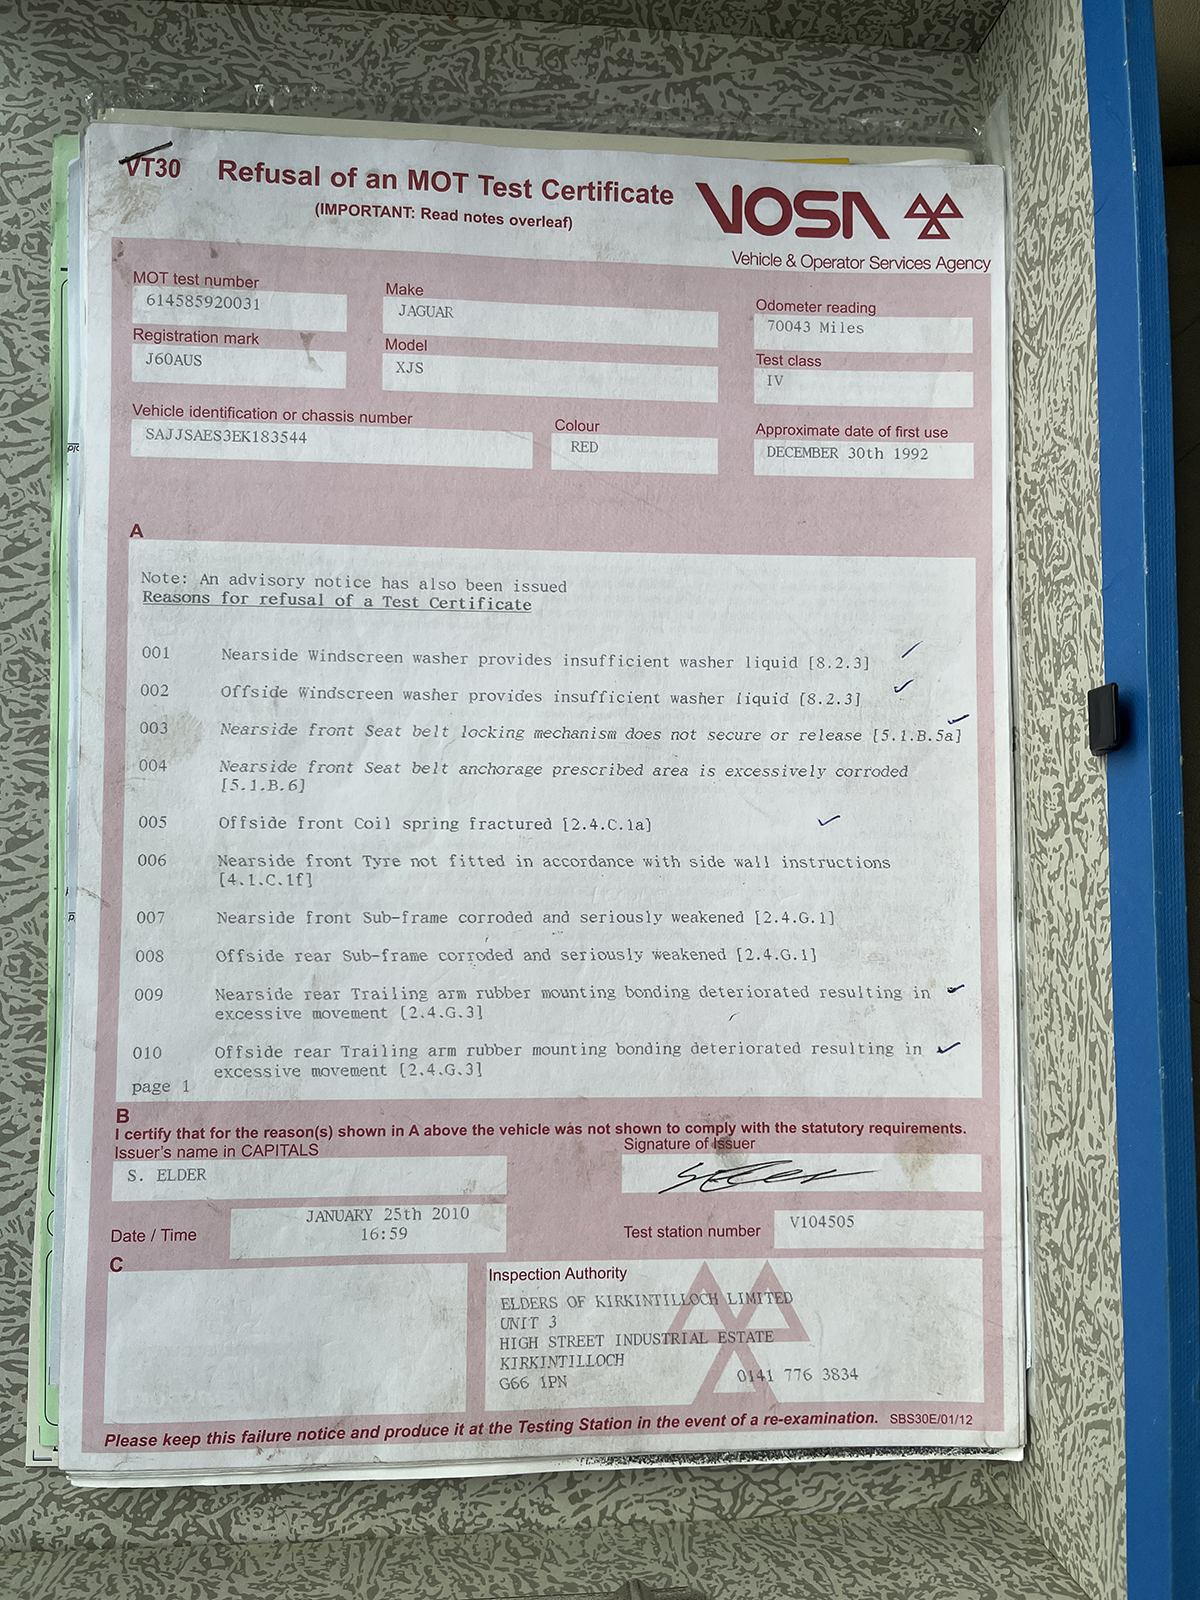 VT30
Refusal of an MOT Test Certificate
(IMPORTANT: Read notes overleaf)
VOSA
Vehicle & Operator Services Agency
MOT test number
614585920031
Make
JAGUAR
Odometer reading
70043 Miles
Registration mark
J60AUS
Model
XJS
Test class
IV
Vehicle identification or chassis number
SAJJSAES3EK183544
Colour
RED
Approximate date of first use
DECEMBER 30th 1992
A
Note: An advisory notice has also been issued
Reasons for refusal of a Test Certificate
001 Nearside Windscreen washer provides insufficient washer liquid [8.2.3]
002 Offside Windscreen washer provides insufficient washer liquid [8.2.3]
003 Nearside front Seat belt locking mechanism does not secure or release [5.1.B.5a]
004 Nearside front Seat belt anchorage prescribed area is excessively corroded
[5.1.B.6]
005 Offside front Coil spring fractured [2.4.C.1a]
006 Nearside front Tyre not fitted in accordance with side wall instructions
[4.1.C.1f]
007 Nearside front Sub-frame corroded and seriously weakened [2.4.G.1]
008 Offside rear Sub-frame corroded and seriously weakened [2.4.G.1]
009 Nearside rear Trailing arm rubber mounting bonding deteriorated resulting in
excessive movement [2.4.G.3]
010 Offside rear Trailing arm rubber mounting bonding deteriorated resulting in
excessive movement [2.4.G.3]
page 1
B
I certify that for the reason(s) shown in A above the vehicle was not shown to comply with the statutory requirements.
Issuer's name in CAPITALS
S. ELDER
Signature of Issuer
Date / Time
JANUARY 25th 2010
16:59
Test station number
V104505
C
Inspection Authority
ELDERS OF KIRKINTILLOCH LIMITED
UNIT 3
HIGH STREET INDUSTRIAL ESTATE
KIRKINTILLOCH
G66 1PN 0141 776 3834
Please keep this failure notice and produce it at the Testing Station in the event of a re-examination. SBS30E/01/12